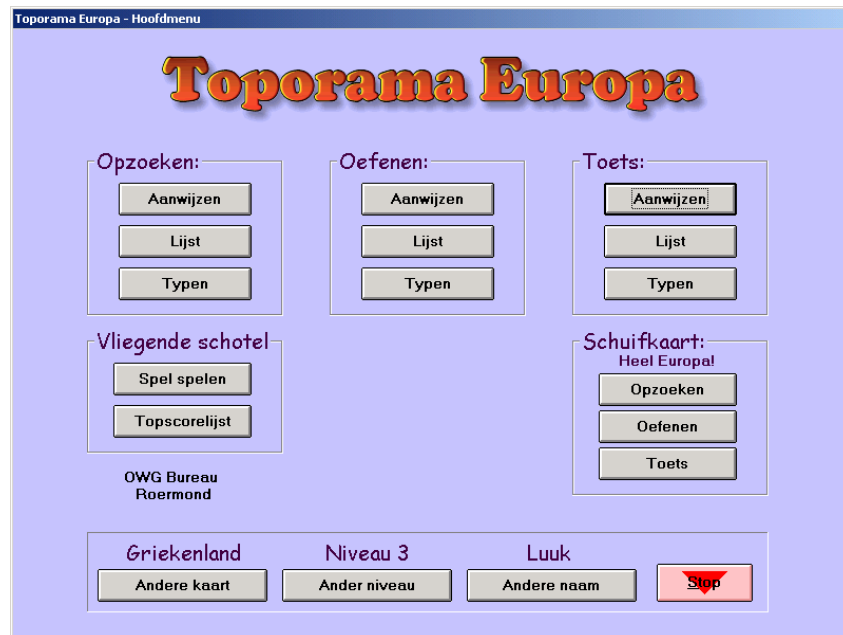 Toporama Europa - Hoofdmenu
Toporama Europa
Opzoeken:
Aanwijzen
Lijst
Typen
Oefenen:
Aanwijzen
Lijst
Typen
Toets:
Aanwijzen
Lijst
Typen
Vliegende schotel
Spel spelen
Topscorelijst
Schuifkaart:
Heel Europa!
Opzoeken
Oefenen
Toets
OWG Bureau
Roermond
Griekenland
Andere kaart
Niveau 3
Ander niveau
Luuk
Andere naam
Stop